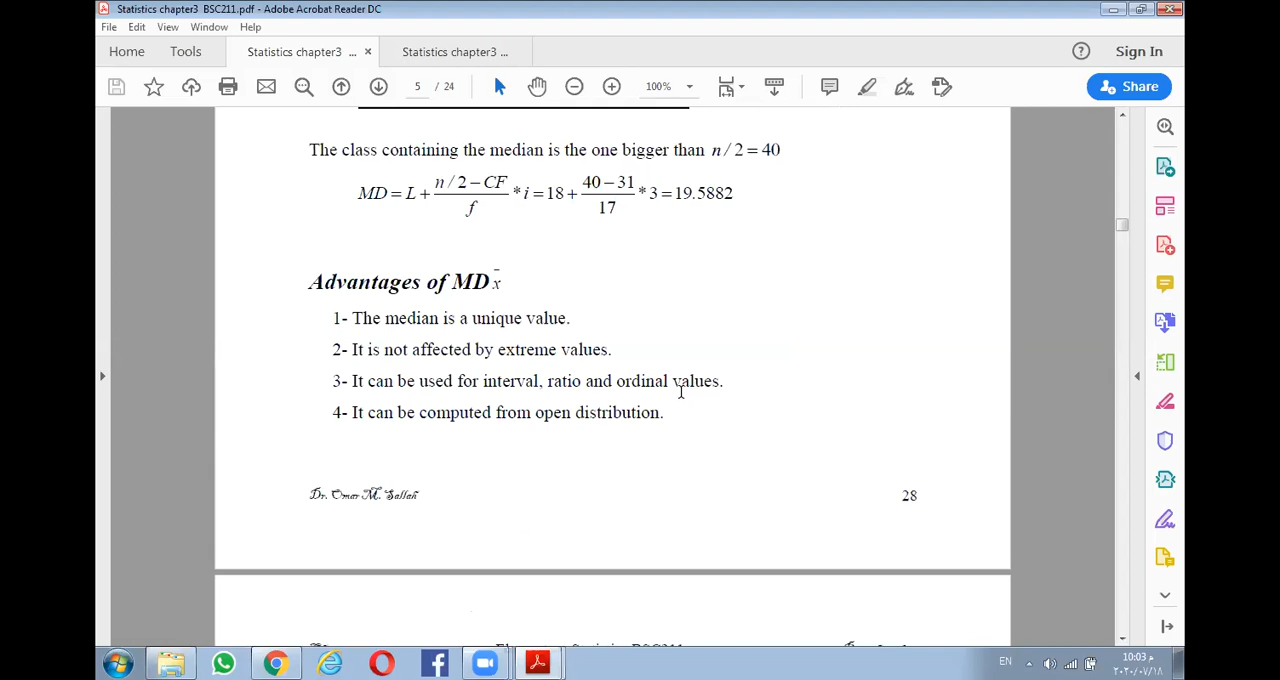 Statistics chapter3 BSC211.pdf - Adobe Acrobat Reader DC
File Edit View Window Help
Home Tools Statistics chapter3 ... × Statistics chapter3 ... Sign In
5 / 24 100% Share
The class containing the median is the one bigger than n / 2 = 40
MD = L + (n / 2 − CF)/f * i = 18 + (40 − 31)/17 * 3 = 19.5882
Advantages of MD x̄
1- The median is a unique value.
2- It is not affected by extreme values.
3- It can be used for interval, ratio and ordinal values.
4- It can be computed from open distribution.
Dr. Omar M. Sallah 28
BSC211
EN 10:03 م
٢٠٢٠/٠٧/١٨